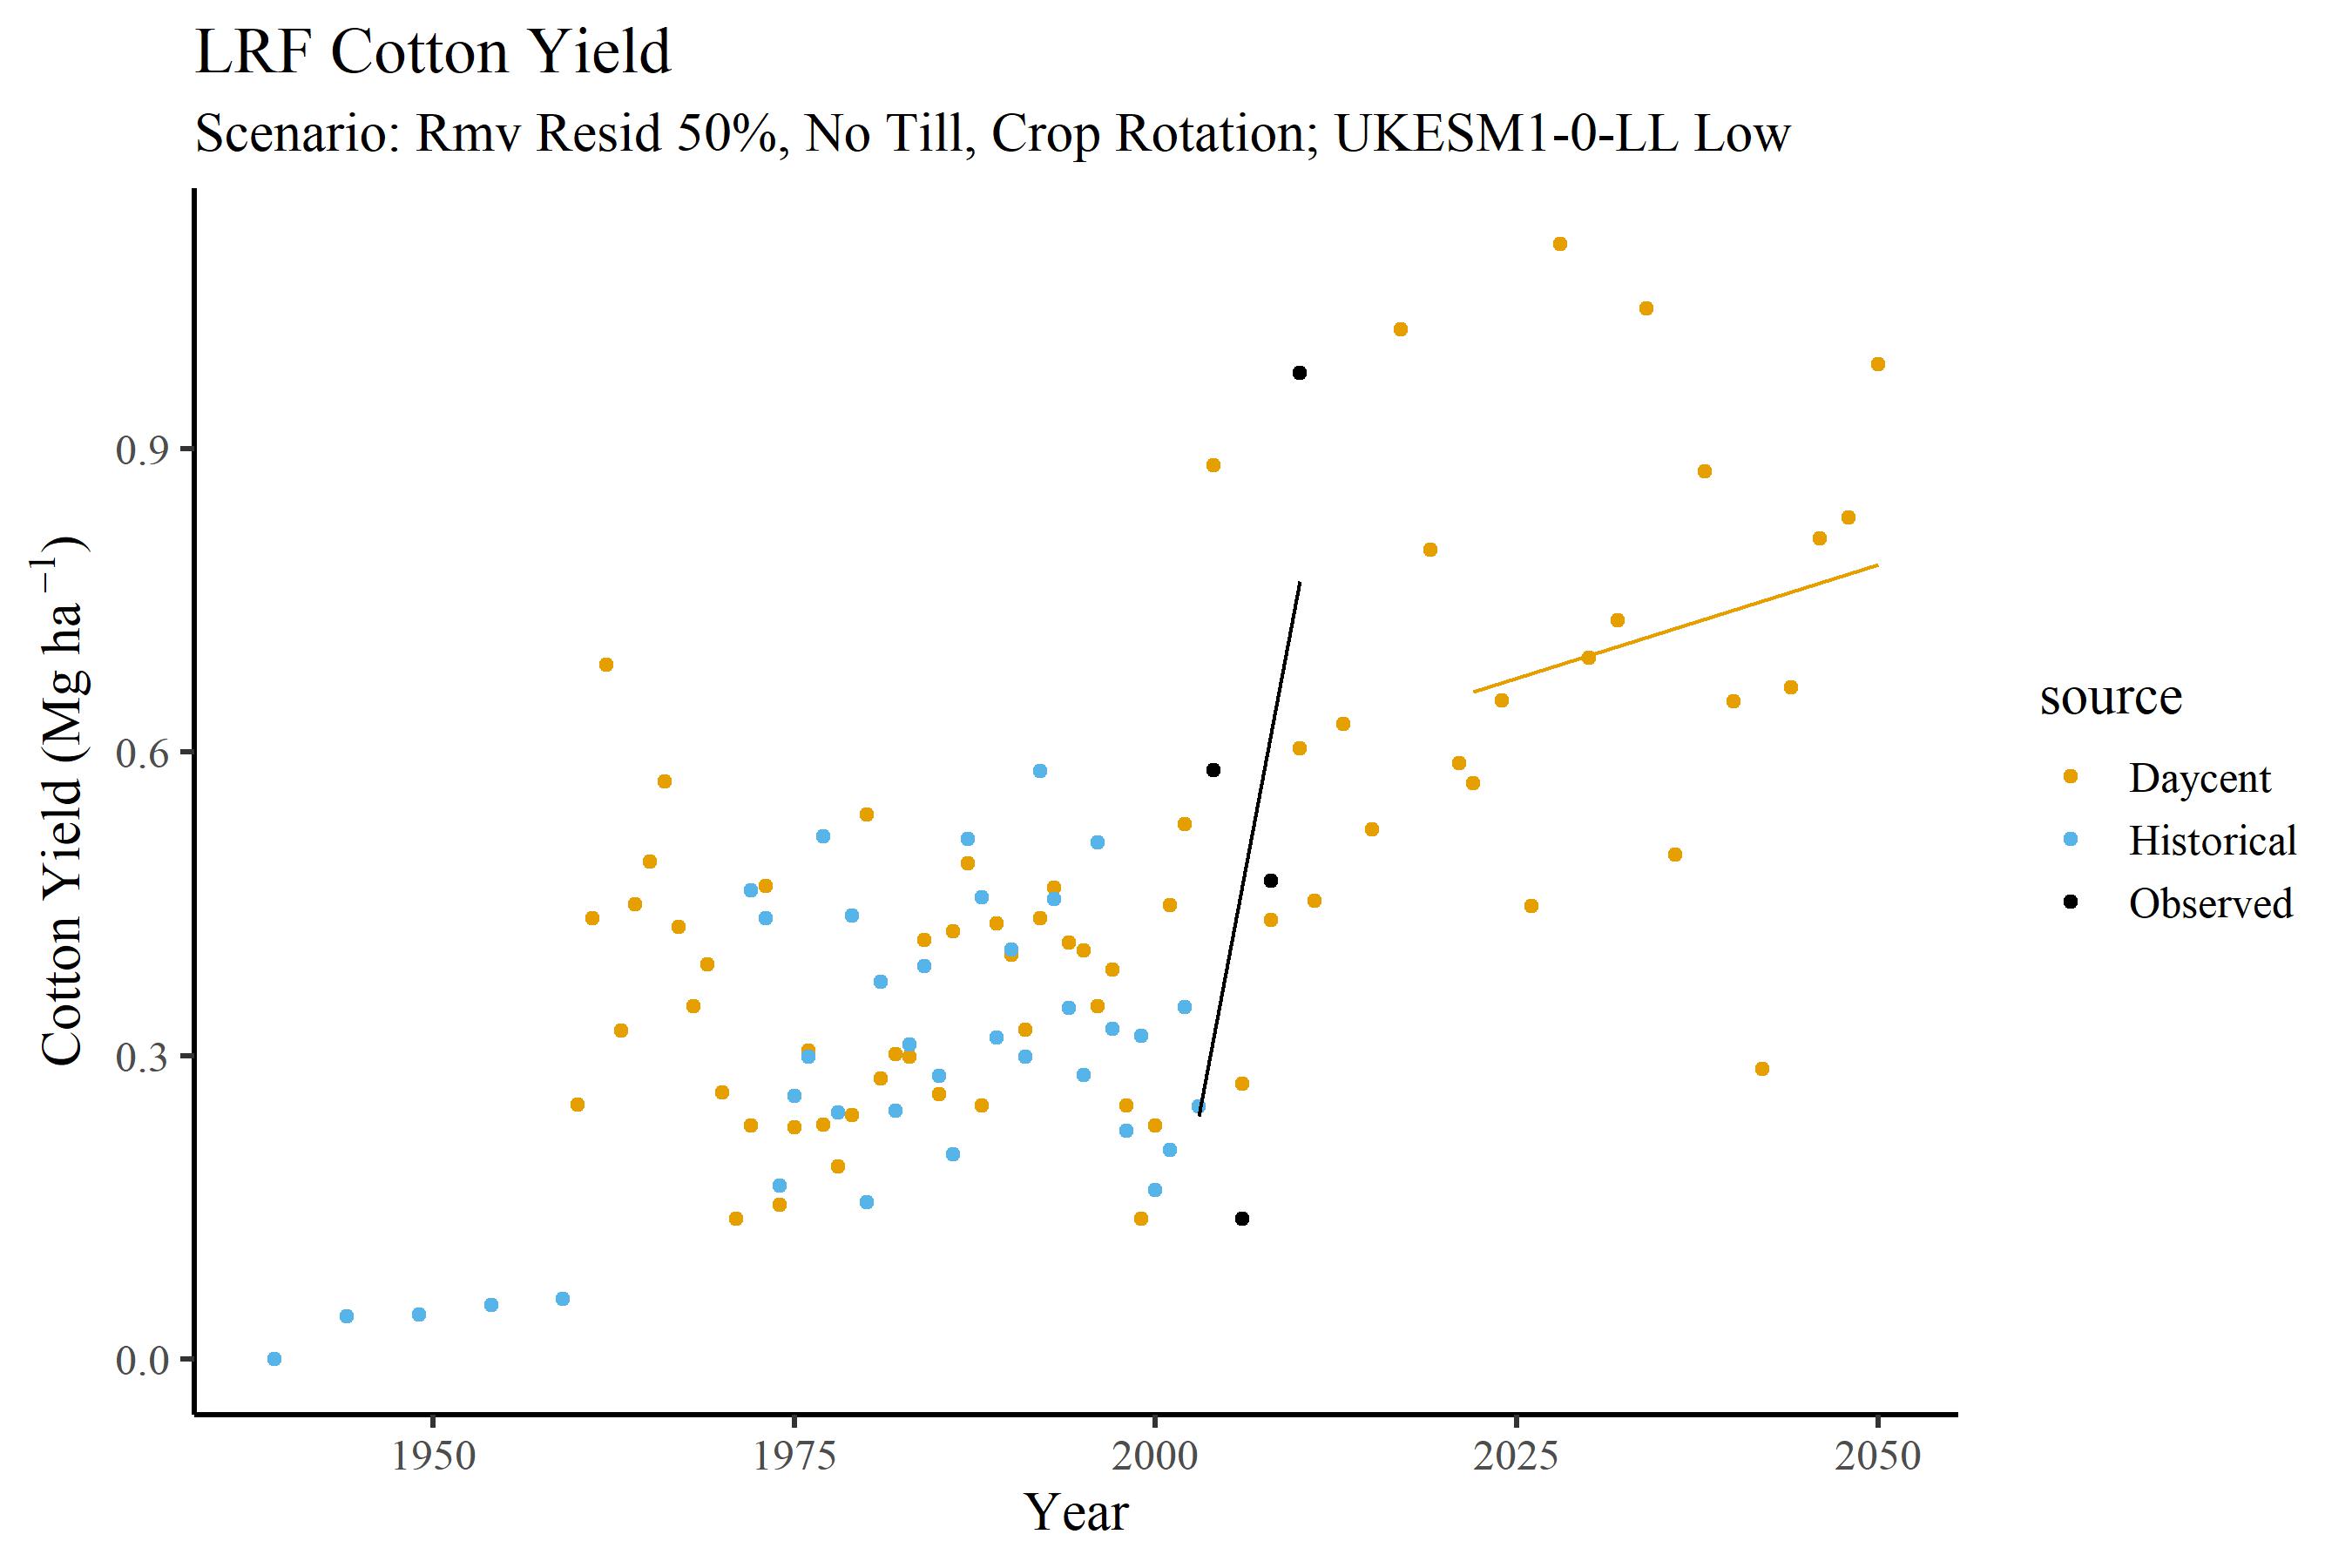 LRF Cotton Yield
Scenario: Rmv Resid 50%, No Till, Crop Rotation; UKESM1-0-LL Low
Cotton Yield (Mg ha⁻¹)
0.9
0.6
0.3
0.0
1950 1975 2000 2025 2050
Year
source
Daycent
Historical
Observed